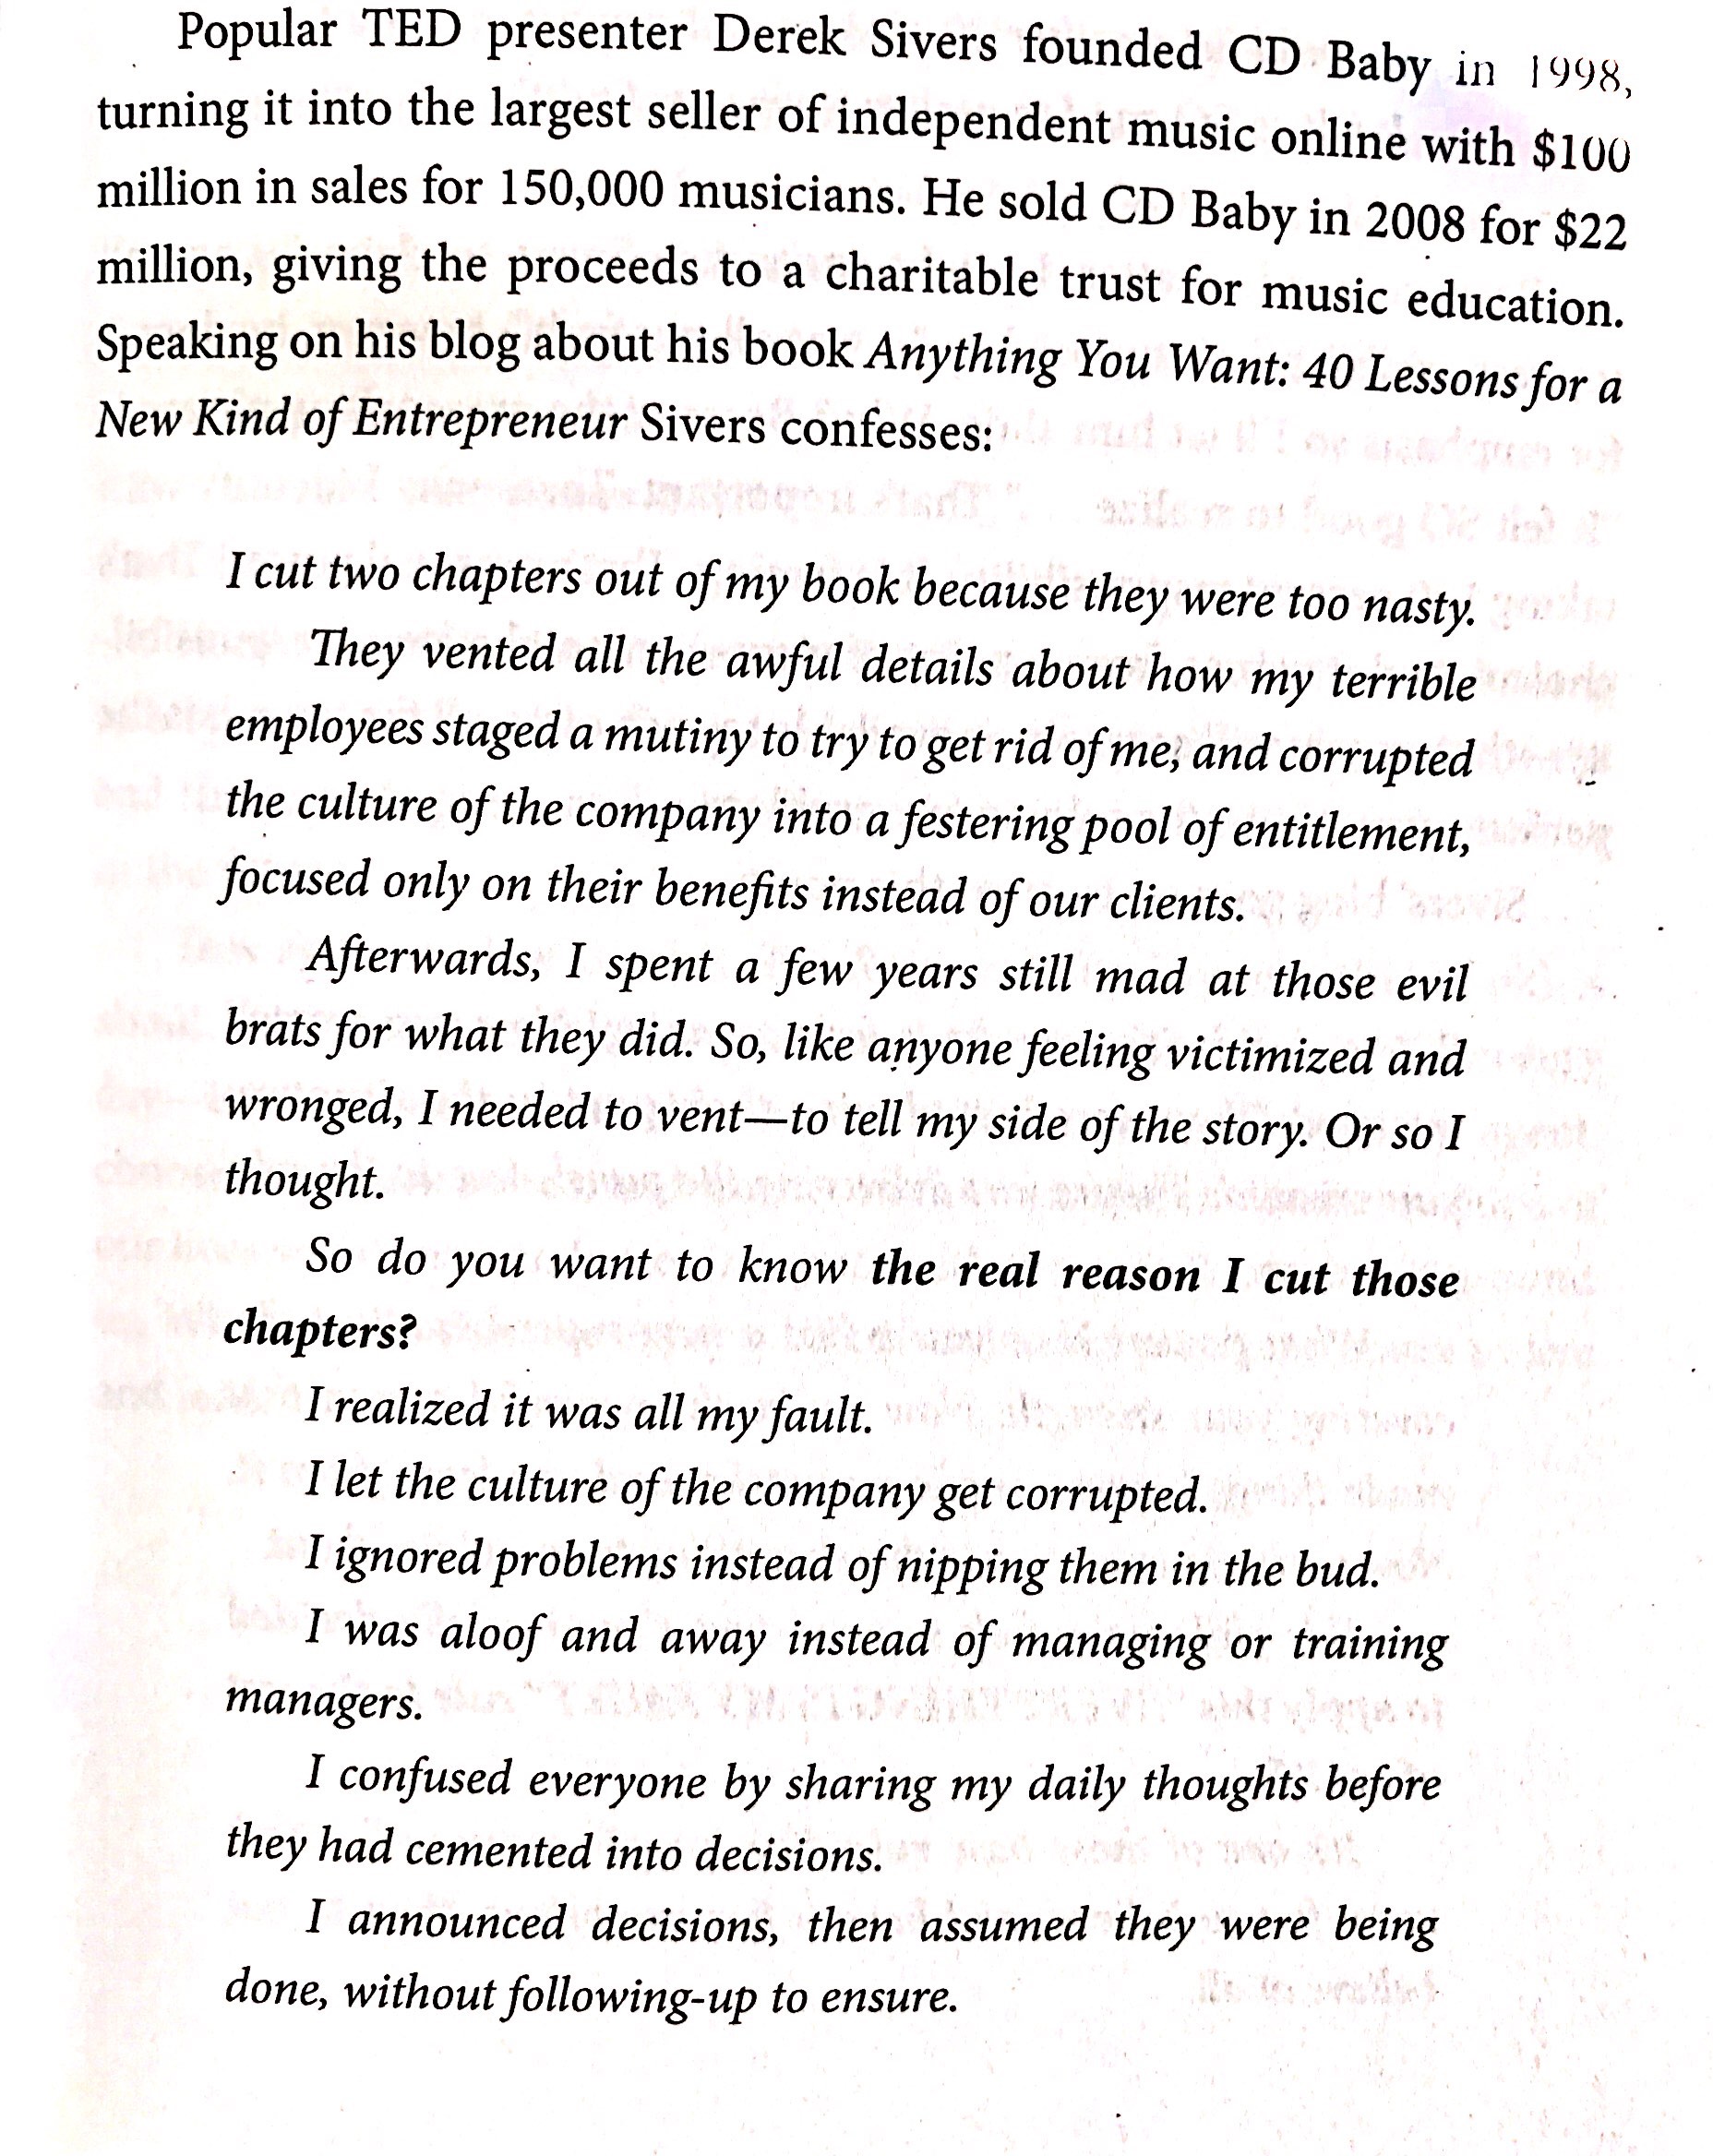 Popular TED presenter Derek Sivers founded CD Baby in 1998,
turning it into the largest seller of independent music online with $100
million in sales for 150,000 musicians. He sold CD Baby in 2008 for $22
million, giving the proceeds to a charitable trust for music education.
Speaking on his blog about his book Anything You Want: 40 Lessons for a
New Kind of Entrepreneur Sivers confesses:
I cut two chapters out of my book because they were too nasty.
They vented all the awful details about how my terrible
employees staged a mutiny to try to get rid of me, and corrupted
the culture of the company into a festering pool of entitlement,
focused only on their benefits instead of our clients.
Afterwards, I spent a few years still mad at those evil
brats for what they did. So, like anyone feeling victimized and
wronged, I needed to vent—to tell my side of the story. Or so I
thought.
So do you want to know the real reason I cut those
chapters?
I realized it was all my fault.
I let the culture of the company get corrupted.
I ignored problems instead of nipping them in the bud.
I was aloof and away instead of managing or training
managers.
I confused everyone by sharing my daily thoughts before
they had cemented into decisions.
I announced decisions, then assumed they were being
done, without following-up to ensure.